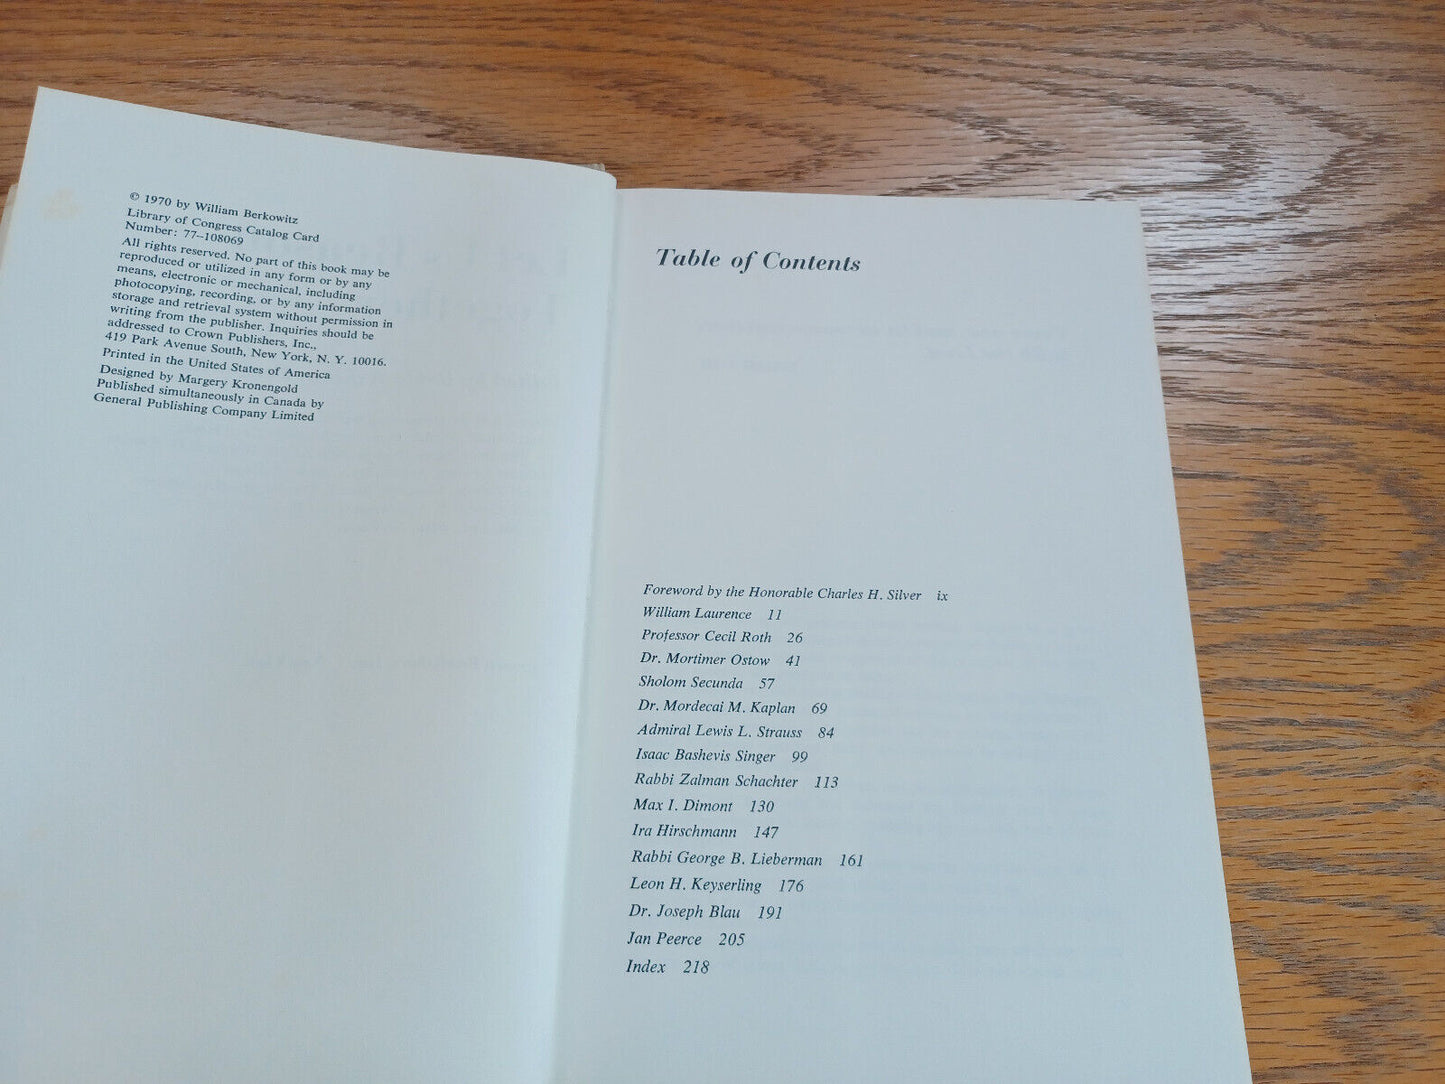 © 1970 by William Berkowitz
Library of Congress Catalog Card
Number: 77–108069
All rights reserved. No part of this book may be
reproduced or utilized in any form or by any
means, electronic or mechanical, including
photocopying, recording, or by any information
storage and retrieval system without permission in
writing from the publisher. Inquiries should be
addressed to Crown Publishers, Inc.,
419 Park Avenue South, New York, N. Y. 10016.
Printed in the United States of America
Designed by Margery Kronengold
Published simultaneously in Canada by
General Publishing Company Limited
Table of Contents
Foreword by the Honorable Charles H. Silver ix
William Laurence 11
Professor Cecil Roth 26
Dr. Mortimer Ostow 41
Sholom Secunda 57
Dr. Mordecai M. Kaplan 69
Admiral Lewis L. Strauss 84
Isaac Bashevis Singer 99
Rabbi Zalman Schachter 113
Max I. Dimont 130
Ira Hirschmann 147
Rabbi George B. Lieberman 161
Leon H. Keyserling 176
Dr. Joseph Blau 191
Jan Peerce 205
Index 218